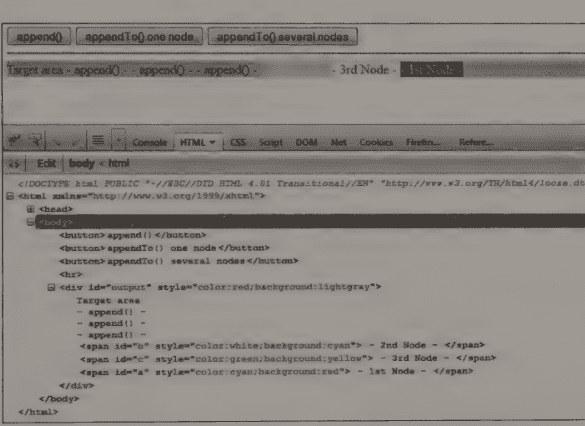 append() appendTo() one node appendTo() several nodes
Target area - append() - - append() - - append() - - 3rd Node - 1st Node
Console HTML CSS Script DOM Net Cookies Firefin... Refere...
Edit body < html
<!DOCTYPE html PUBLIC "-//W3C//DTD HTML 4.01 Transitional//EN" "http://www.w3.org/TR/html4/loose.dt
<html xmlns="http://www.w3.org/1999/xhtml">
<head>
<body>
<button>append()</button>
<button>appendTo() one node</button>
<button>appendTo() several nodes</button>
<hr>
<div id="output" style="color:red;background:lightgray">
Target area
- append() -
- append() -
- append() -
<span id="b" style="color:white;background:cyan"> - 2nd Node - </span>
<span id="c" style="color:green;background:yellow"> - 3rd Node - </span>
<span id="a" style="color:cyan;background:red"> - 1st Node - </span>
</div>
</body>
</html>